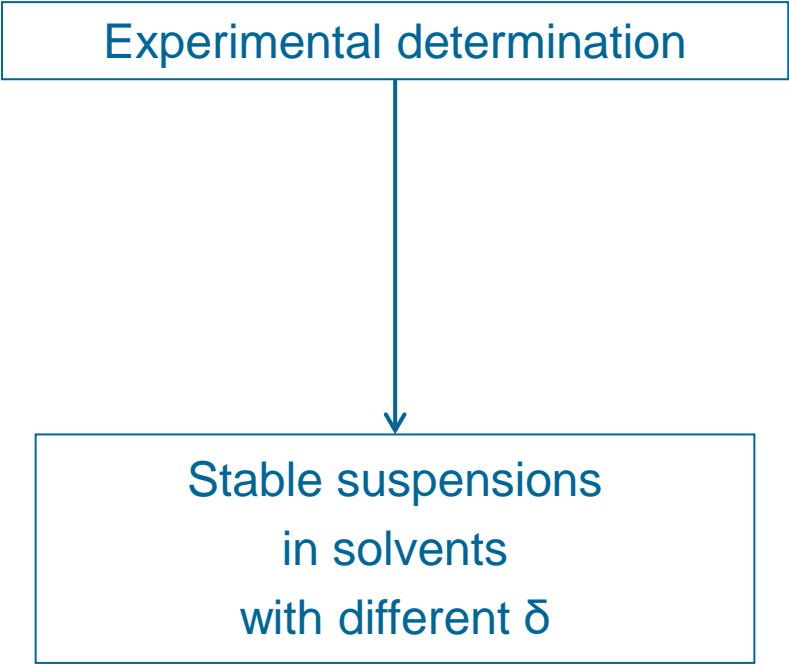 Experimental determination
Stable suspensions
in solvents
with different δ